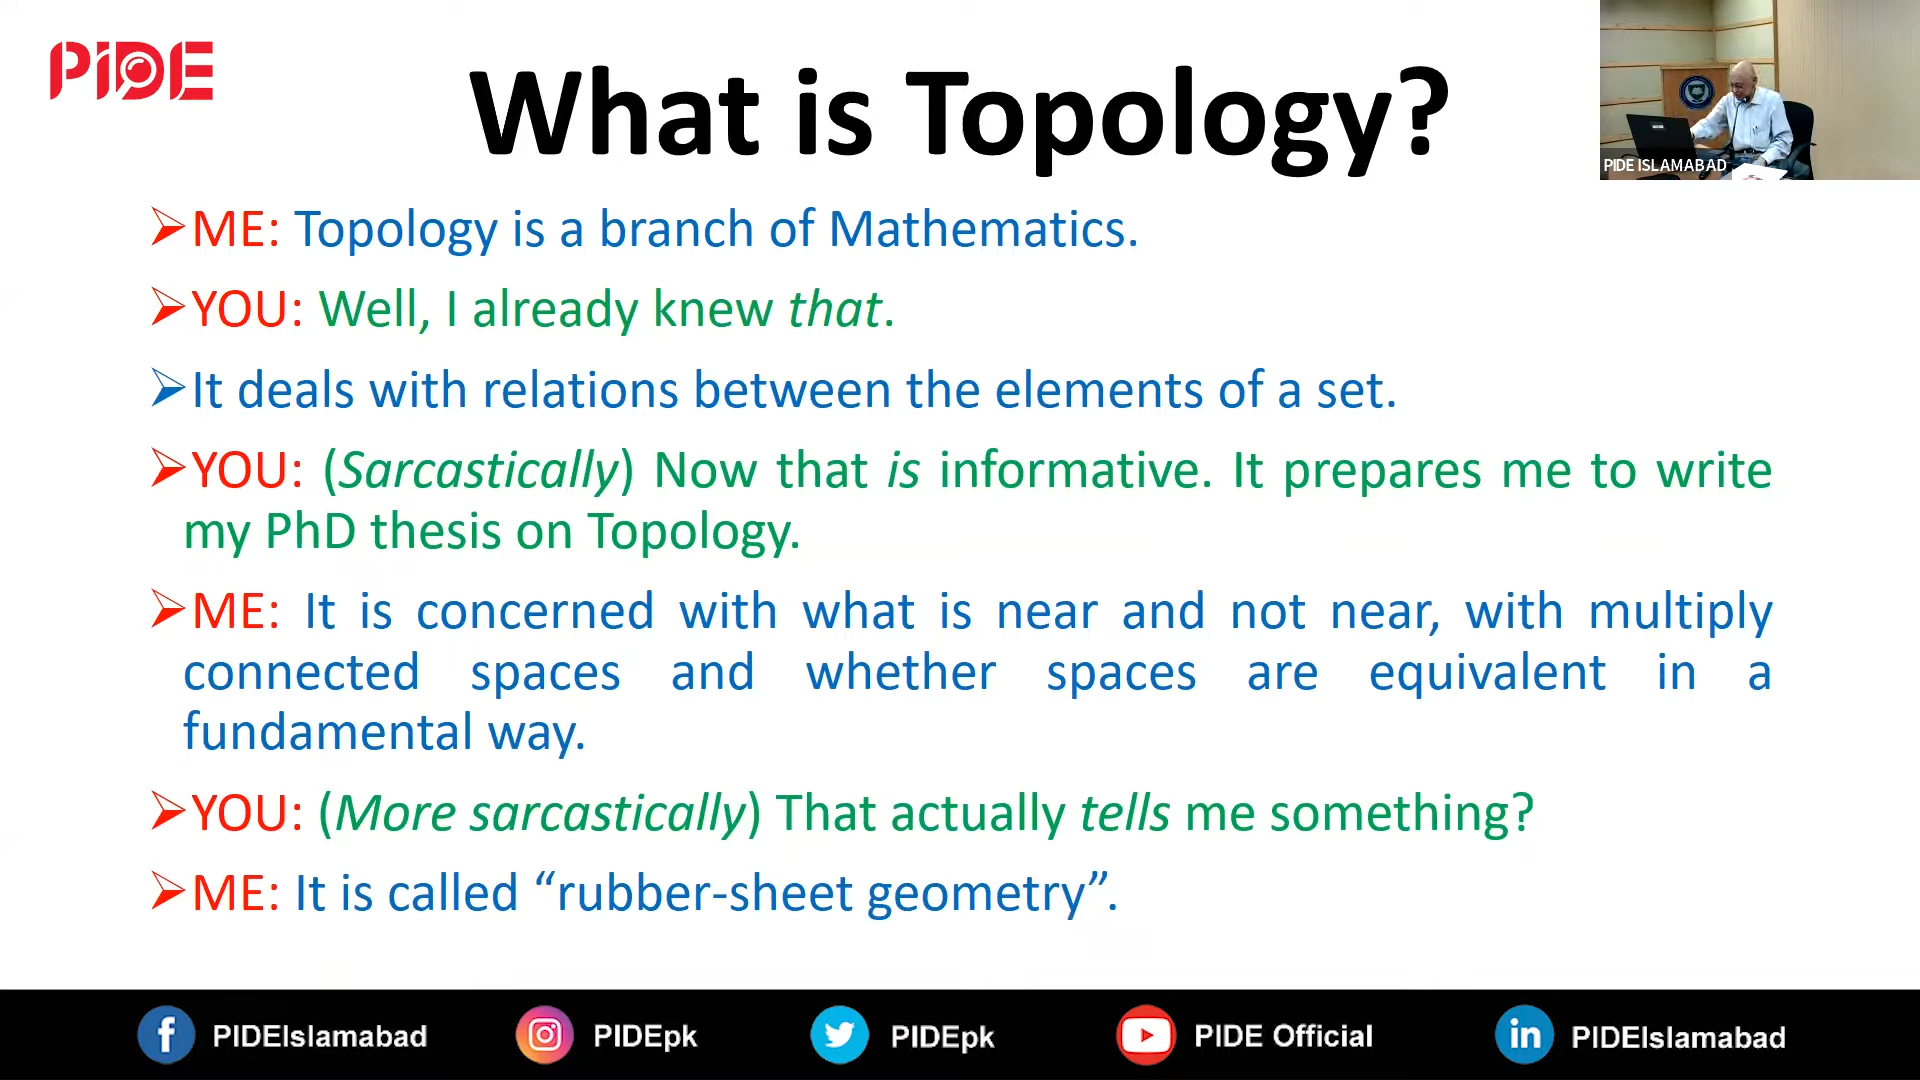 PIDE
What is Topology?
PIDE ISLAMABAD
➢ME: Topology is a branch of Mathematics.
➢YOU: Well, I already knew that.
➢It deals with relations between the elements of a set.
➢YOU: (Sarcastically) Now that is informative. It prepares me to write
my PhD thesis on Topology.
➢ME: It is concerned with what is near and not near, with multiply
connected spaces and whether spaces are equivalent in a
fundamental way.
➢YOU: (More sarcastically) That actually tells me something?
➢ME: It is called “rubber-sheet geometry”.
PIDEIslamabad PIDEpk PIDEpk PIDE Official PIDEIslamabad